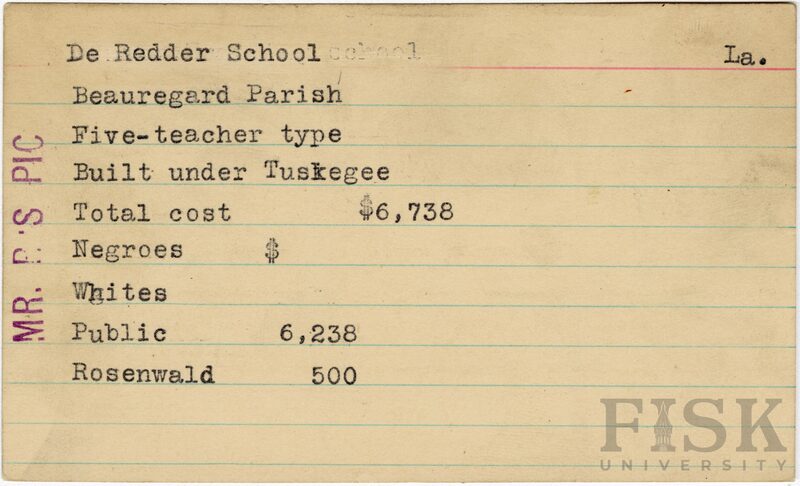 De Redder School school La.
Beauregard Parish
Five-teacher type
Built under Tuskegee
Total cost $6,738
Negroes $
Whites
Public 6,238
Rosenwald 500
MR. R'S PIC
FISK
UNIVERSITY